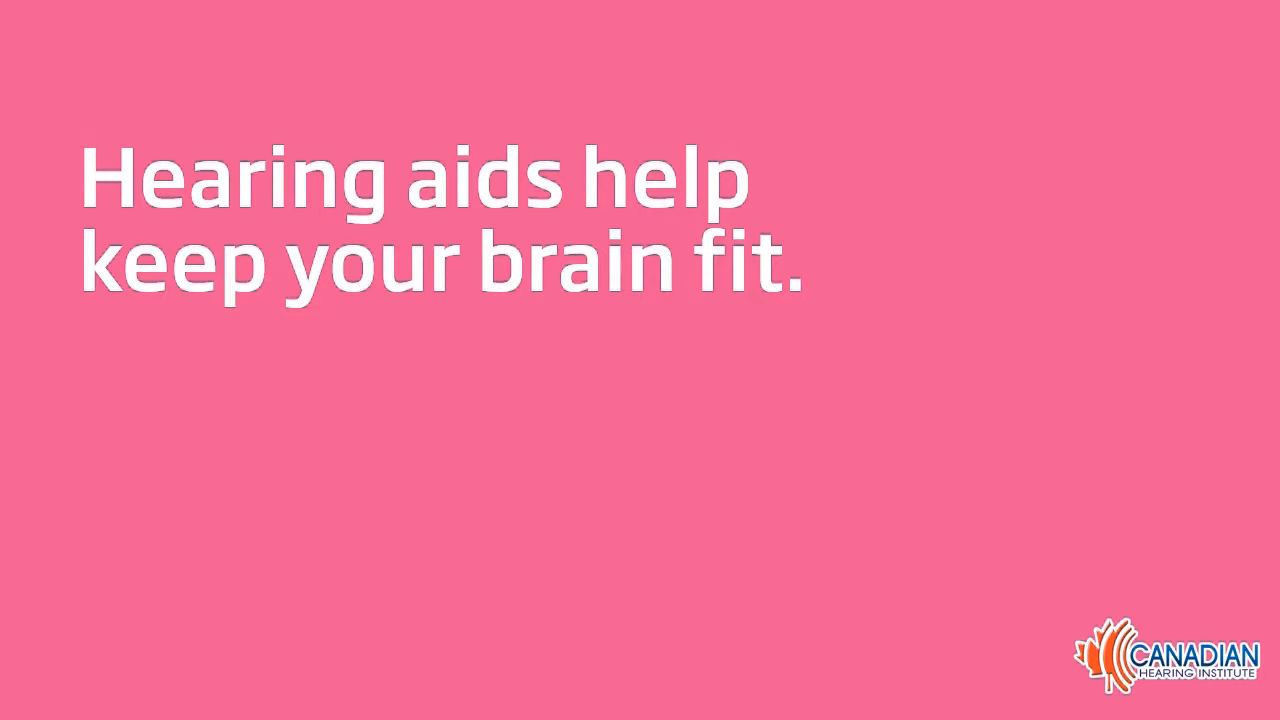 Hearing aids help
keep your brain fit.
CANADIAN
HEARING INSTITUTE